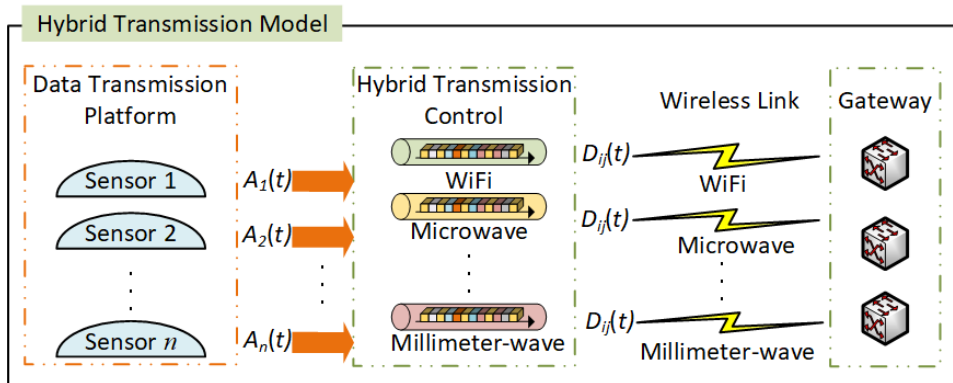 Hybrid Transmission Model
Data Transmission
Platform
Sensor 1
Sensor 2
Sensor n
A1(t)
A2(t)
An(t)
Hybrid Transmission
Control
WiFi
Microwave
Millimeter-wave
Dij(t)
Dij(t)
Dij(t)
Wireless Link
WiFi
Microwave
Millimeter-wave
Gateway